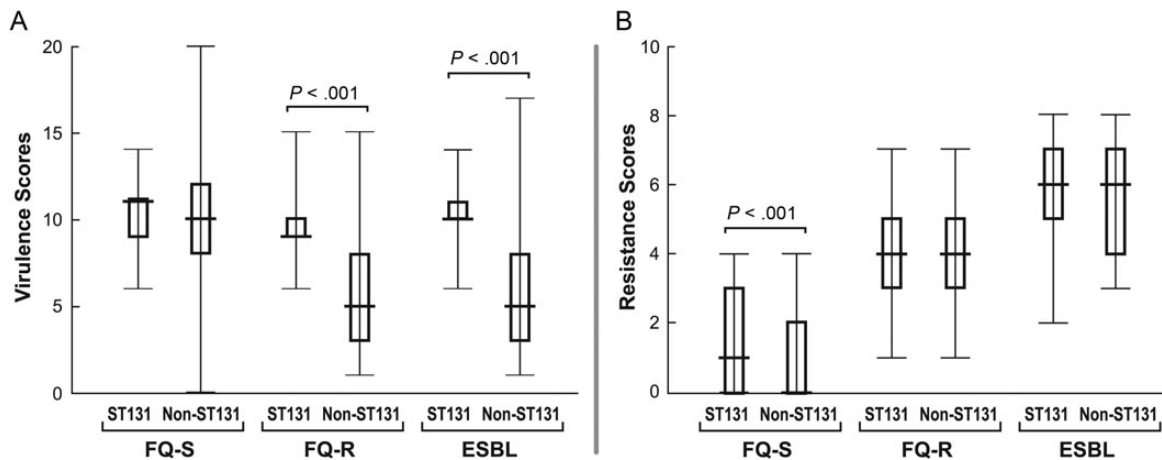 A
Virulence Scores
20
15
10
5
0
P < .001
P < .001
ST131 Non-ST131 ST131 Non-ST131 ST131 Non-ST131
FQ-S FQ-R ESBL
B
Resistance Scores
10
8
6
4
2
0
P < .001
ST131 Non-ST131 ST131 Non-ST131 ST131 Non-ST131
FQ-S FQ-R ESBL